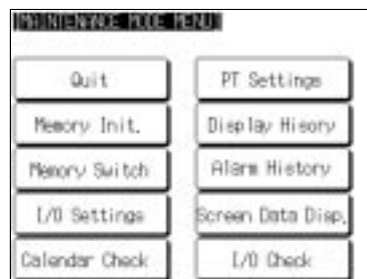 [MAINTENANCE MODE MENU]
Quit
PT Settings
Memory Init.
Display Hisory
Memory Switch
Alarm History
I/O Settings
Screen Data Disp.
Calendar Check
I/O Check